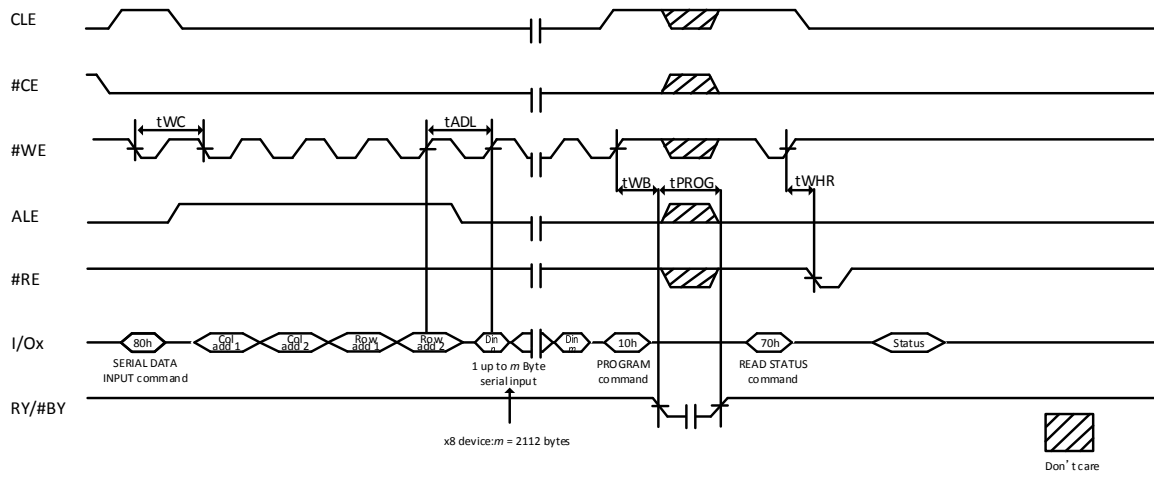 CLE
#CE
tWC
tADL
#WE
tWB
tPROG
tWHR
ALE
#RE
I/Ox
80h
Col
add 1
Col
add 2
Row
add 1
Row
add 2
Din
n
Din
m
10h
70h
Status
SERIAL DATA
INPUT command
1 up to m Byte
serial input
PROGRAM
command
READ STATUS
command
RY/#BY
x8 device:m = 2112 bytes
Don't care